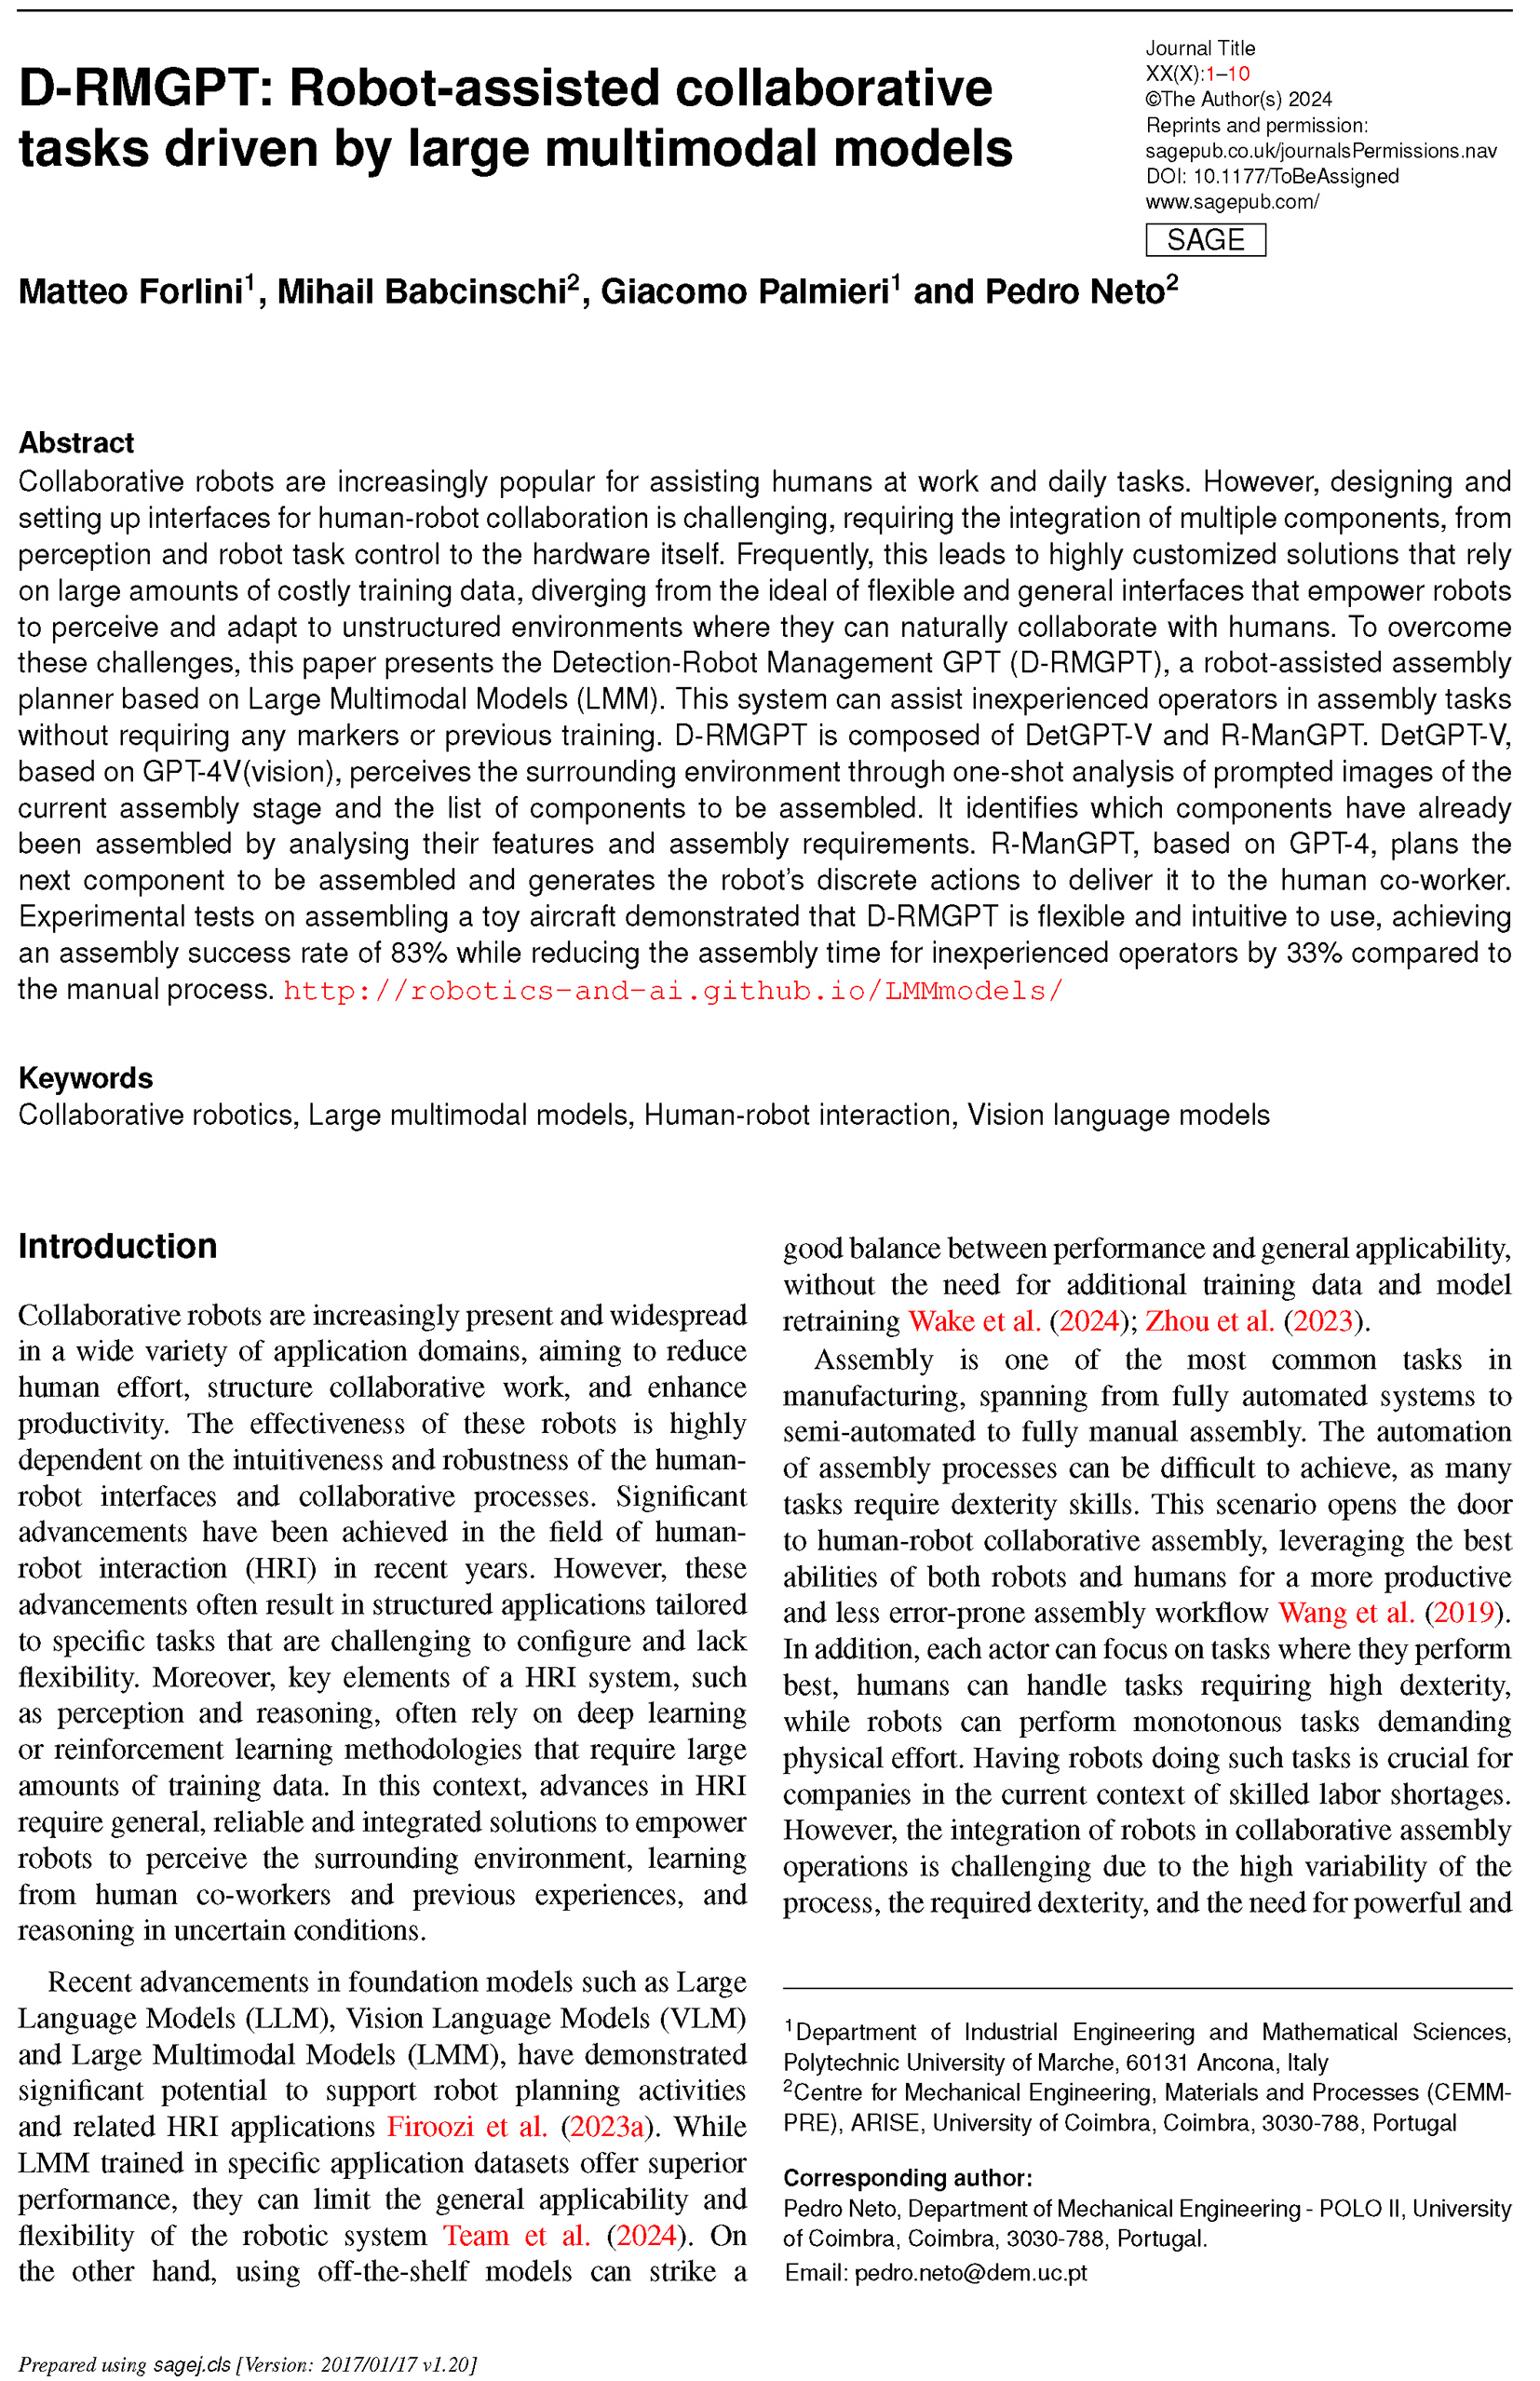 D-RMGPT: Robot-assisted collaborative
tasks driven by large multimodal models
Journal Title
XX(X):1–10
©The Author(s) 2024
Reprints and permission:
sagepub.co.uk/journalsPermissions.nav
DOI: 10.1177/ToBeAssigned
www.sagepub.com/
SAGE
Matteo Forlini1, Mihail Babcinschi2, Giacomo Palmieri1 and Pedro Neto2
Abstract
Collaborative robots are increasingly popular for assisting humans at work and daily tasks. However, designing and
setting up interfaces for human-robot collaboration is challenging, requiring the integration of multiple components, from
perception and robot task control to the hardware itself. Frequently, this leads to highly customized solutions that rely
on large amounts of costly training data, diverging from the ideal of flexible and general interfaces that empower robots
to perceive and adapt to unstructured environments where they can naturally collaborate with humans. To overcome
these challenges, this paper presents the Detection-Robot Management GPT (D-RMGPT), a robot-assisted assembly
planner based on Large Multimodal Models (LMM). This system can assist inexperienced operators in assembly tasks
without requiring any markers or previous training. D-RMGPT is composed of DetGPT-V and R-ManGPT. DetGPT-V,
based on GPT-4V(vision), perceives the surrounding environment through one-shot analysis of prompted images of the
current assembly stage and the list of components to be assembled. It identifies which components have already
been assembled by analysing their features and assembly requirements. R-ManGPT, based on GPT-4, plans the
next component to be assembled and generates the robot's discrete actions to deliver it to the human co-worker.
Experimental tests on assembling a toy aircraft demonstrated that D-RMGPT is flexible and intuitive to use, achieving
an assembly success rate of 83% while reducing the assembly time for inexperienced operators by 33% compared to
the manual process. http://robotics-and-ai.github.io/LMMmodels/
Keywords
Collaborative robotics, Large multimodal models, Human-robot interaction, Vision language models
Introduction
Collaborative robots are increasingly present and widespread
in a wide variety of application domains, aiming to reduce
human effort, structure collaborative work, and enhance
productivity. The effectiveness of these robots is highly
dependent on the intuitiveness and robustness of the human-
robot interfaces and collaborative processes. Significant
advancements have been achieved in the field of human-
robot interaction (HRI) in recent years. However, these
advancements often result in structured applications tailored
to specific tasks that are challenging to configure and lack
flexibility. Moreover, key elements of a HRI system, such
as perception and reasoning, often rely on deep learning
or reinforcement learning methodologies that require large
amounts of training data. In this context, advances in HRI
require general, reliable and integrated solutions to empower
robots to perceive the surrounding environment, learning
from human co-workers and previous experiences, and
reasoning in uncertain conditions.
Recent advancements in foundation models such as Large
Language Models (LLM), Vision Language Models (VLM)
and Large Multimodal Models (LMM), have demonstrated
significant potential to support robot planning activities
and related HRI applications Firoozi et al. (2023a). While
LMM trained in specific application datasets offer superior
performance, they can limit the general applicability and
flexibility of the robotic system Team et al. (2024). On
the other hand, using off-the-shelf models can strike a
good balance between performance and general applicability,
without the need for additional training data and model
retraining Wake et al. (2024); Zhou et al. (2023).
Assembly is one of the most common tasks in
manufacturing, spanning from fully automated systems to
semi-automated to fully manual assembly. The automation
of assembly processes can be difficult to achieve, as many
tasks require dexterity skills. This scenario opens the door
to human-robot collaborative assembly, leveraging the best
abilities of both robots and humans for a more productive
and less error-prone assembly workflow Wang et al. (2019).
In addition, each actor can focus on tasks where they perform
best, humans can handle tasks requiring high dexterity,
while robots can perform monotonous tasks demanding
physical effort. Having robots doing such tasks is crucial for
companies in the current context of skilled labor shortages.
However, the integration of robots in collaborative assembly
operations is challenging due to the high variability of the
process, the required dexterity, and the need for powerful and
1Department of Industrial Engineering and Mathematical Sciences,
Polytechnic University of Marche, 60131 Ancona, Italy
2Centre for Mechanical Engineering, Materials and Processes (CEMM-
PRE), ARISE, University of Coimbra, Coimbra, 3030-788, Portugal
Corresponding author:
Pedro Neto, Department of Mechanical Engineering - POLO II, University
of Coimbra, Coimbra, 3030-788, Portugal.
Email: pedro.neto@dem.uc.pt
Prepared using sagej.cls [Version: 2017/01/17 v1.20]